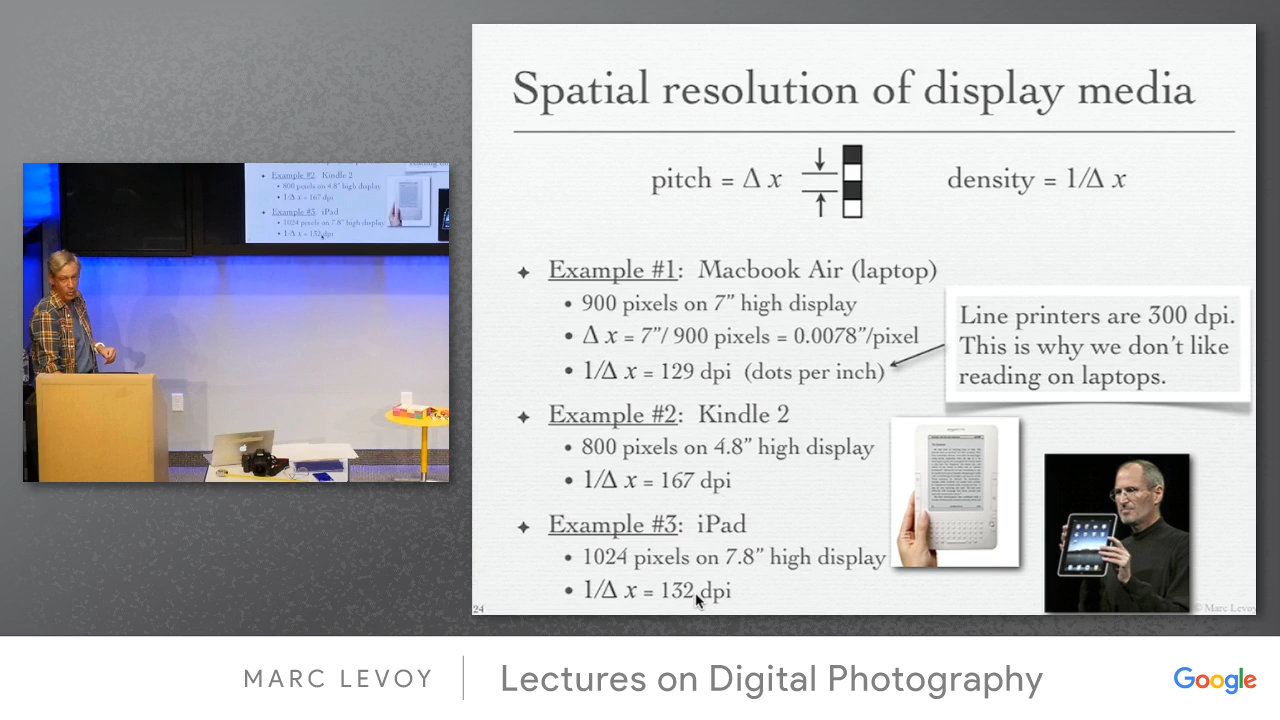 Spatial resolution of display media
pitch = Δ x
density = 1/Δ x
✦ Example #1: Macbook Air (laptop)
• 900 pixels on 7” high display
• Δ x = 7”/ 900 pixels = 0.0078”/pixel
• 1/Δ x = 129 dpi (dots per inch)
Line printers are 300 dpi.
This is why we don't like
reading on laptops.
✦ Example #2: Kindle 2
• 800 pixels on 4.8” high display
• 1/Δ x = 167 dpi
✦ Example #3: iPad
• 1024 pixels on 7.8” high display
• 1/Δ x = 132 dpi
24
© Marc Levoy
Example #2: Kindle 2
• 800 pixels on 4.8” high display
• 1/Δ x = 167 dpi
Example #3: iPad
• 1024 pixels on 7.8” high display
• 1/Δ x = 132 dpi
MARC LEVOY
Lectures on Digital Photography
Google